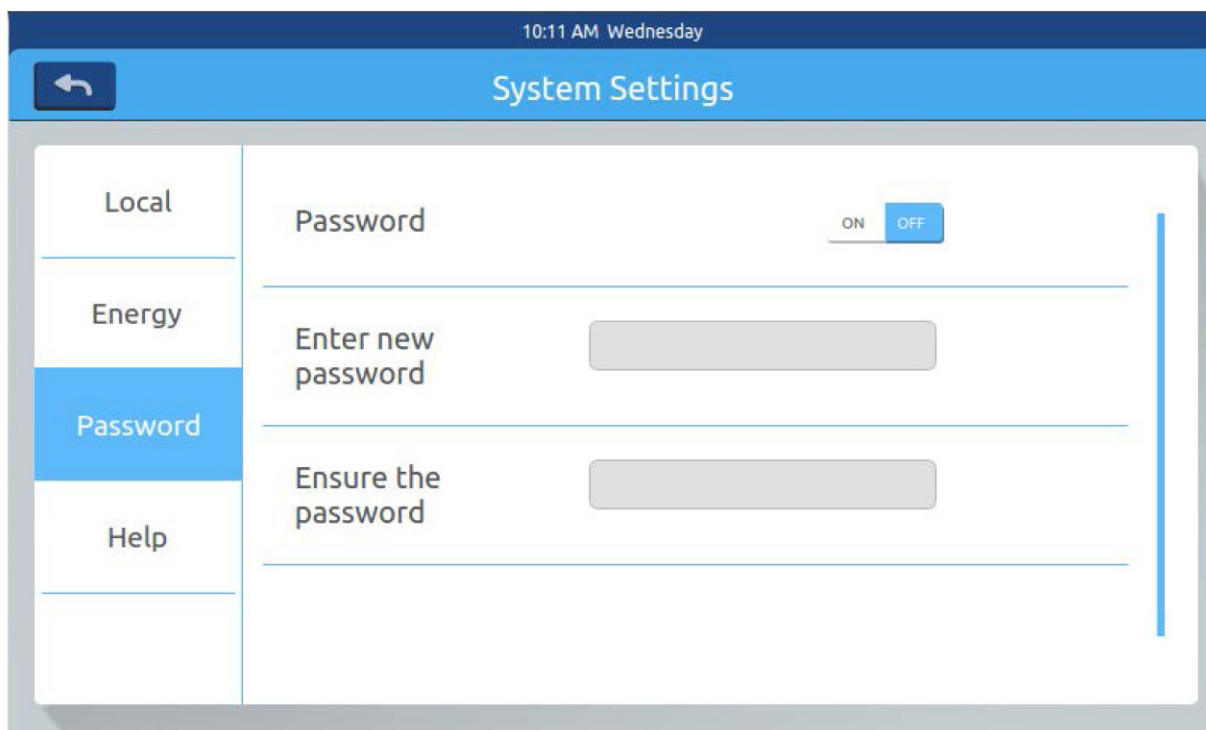 10:11 AM Wednesday
System Settings
Local
Energy
Password
Help
Password
ON OFF
Enter new
password
Ensure the
password